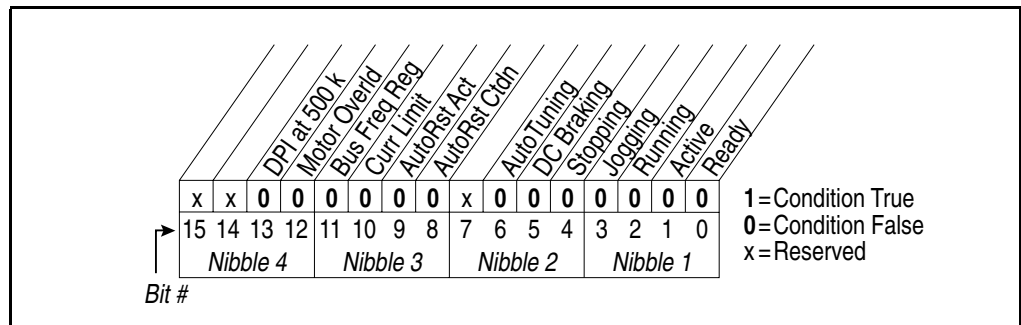 DPI at 500 k
Motor Overld
Bus Freq Reg
Curr Limit
AutoRst Act
AutoRst Ctdn
AutoTuning
DC Braking
Stopping
Jogging
Running
Active
Ready
x x 0 0 0 0 0 0 x 0 0 0 0 0 0 0
15 14 13 12 11 10 9 8 7 6 5 4 3 2 1 0
Nibble 4 Nibble 3 Nibble 2 Nibble 1
Bit #
1=Condition True
0=Condition False
x=Reserved